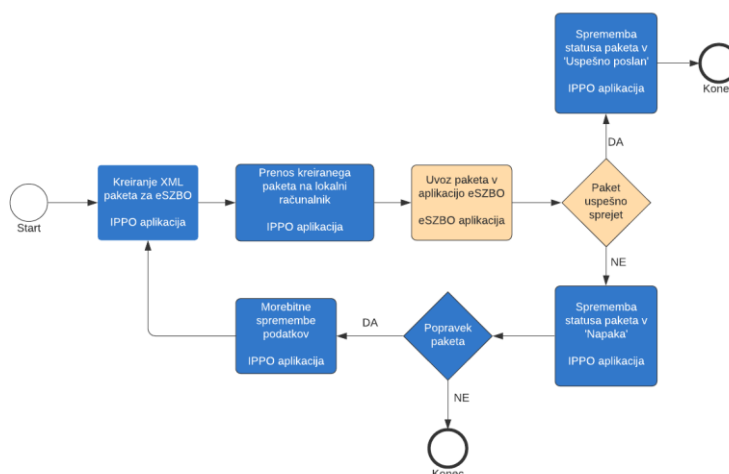 Sprememba
statusa paketa v
'Uspešno poslan'
IPPO aplikacija
Konec
DA
Kreiranje XML
paketa za eSZBO
IPPO aplikacija
Prenos kreiranega
paketa na lokalni
računalnik
IPPO aplikacija
Uvoz paketa v
aplikacijo eSZBO
eSZBO aplikacija
Paket
uspešno
sprejet
Start
NE
Morebitne
spremembe
podatkov
IPPO aplikacija
DA
Popravek
paketa
Sprememba
statusa paketa v
'Napaka'
IPPO aplikacija
NE
Konec